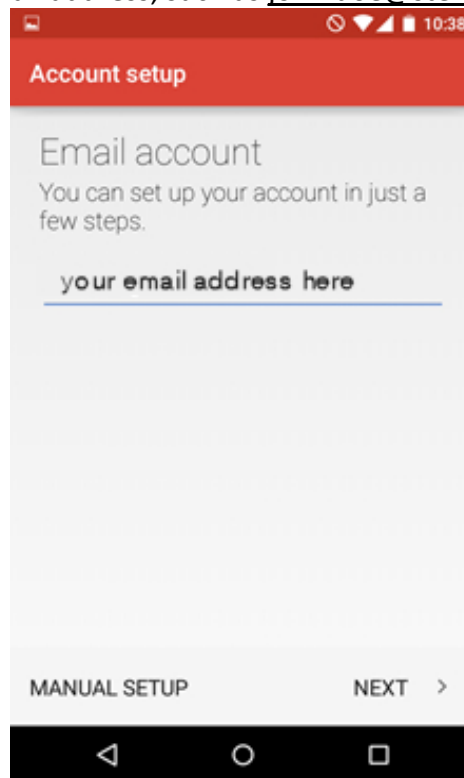 10:38
Account setup
Email account
You can set up your account in just a
few steps.
your email address here
MANUAL SETUP NEXT >